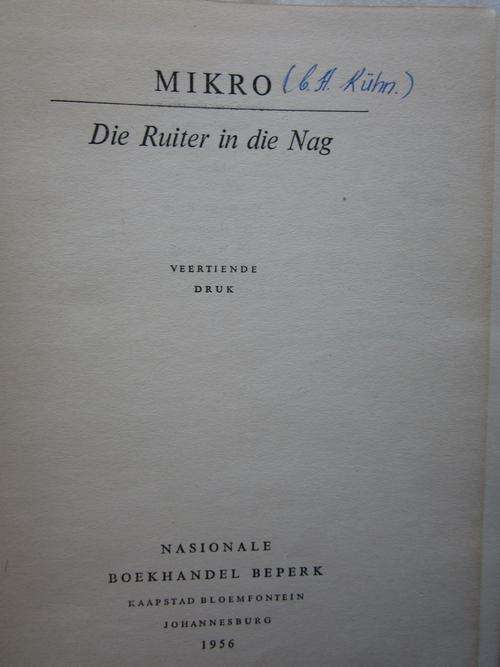 MIKRO (C. H. Kühn.)
Die Ruiter in die Nag
VEERTIENDE
DRUK
NASIONALE
BOEKHANDEL BEPERK
KAAPSTAD BLOEMFONTEIN
JOHANNESBURG
1956